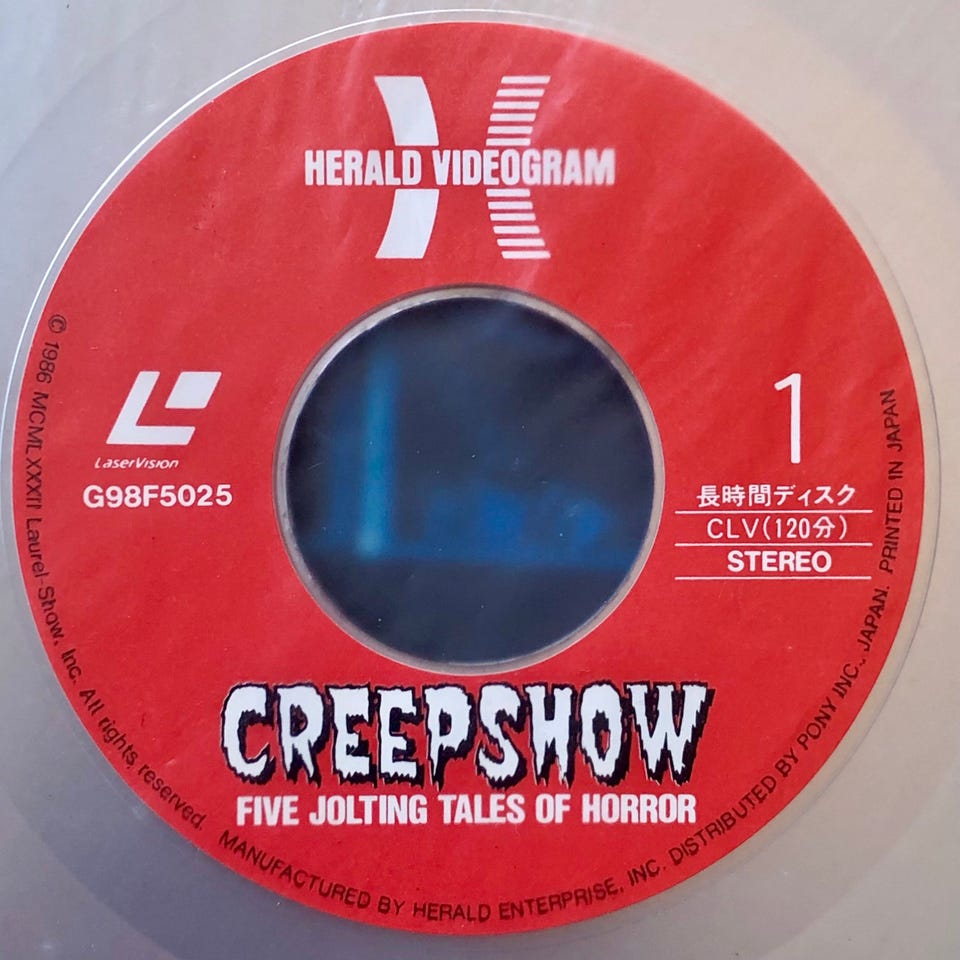 HERALD VIDEOGRAM
LaserVision
G98F5025
1
長時間ディスク
CLV(120分)
STEREO
CREEPSHOW
FIVE JOLTING TALES OF HORROR
© 1986 MCMLXXXII Laurel-Show, Inc. All rights reserved. MANUFACTURED BY HERALD ENTERPRISE, INC. DISTRIBUTED BY PONY INC., JAPAN. PRINTED IN JAPAN